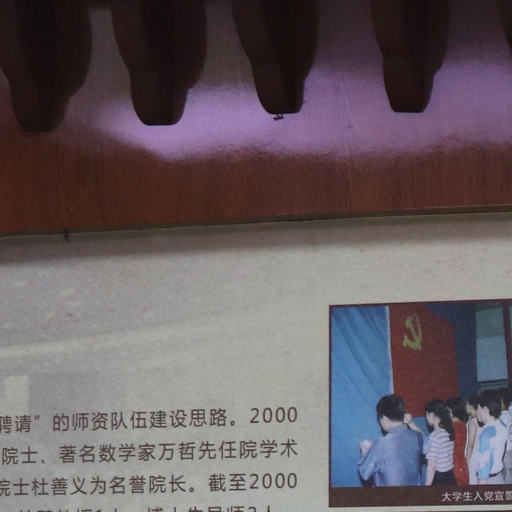 聘请”的师资队伍建设思路。2000
院士、著名数学家万哲先任院学术
院士杜善义为名誉院长。截至2000
大学生入党宣誓